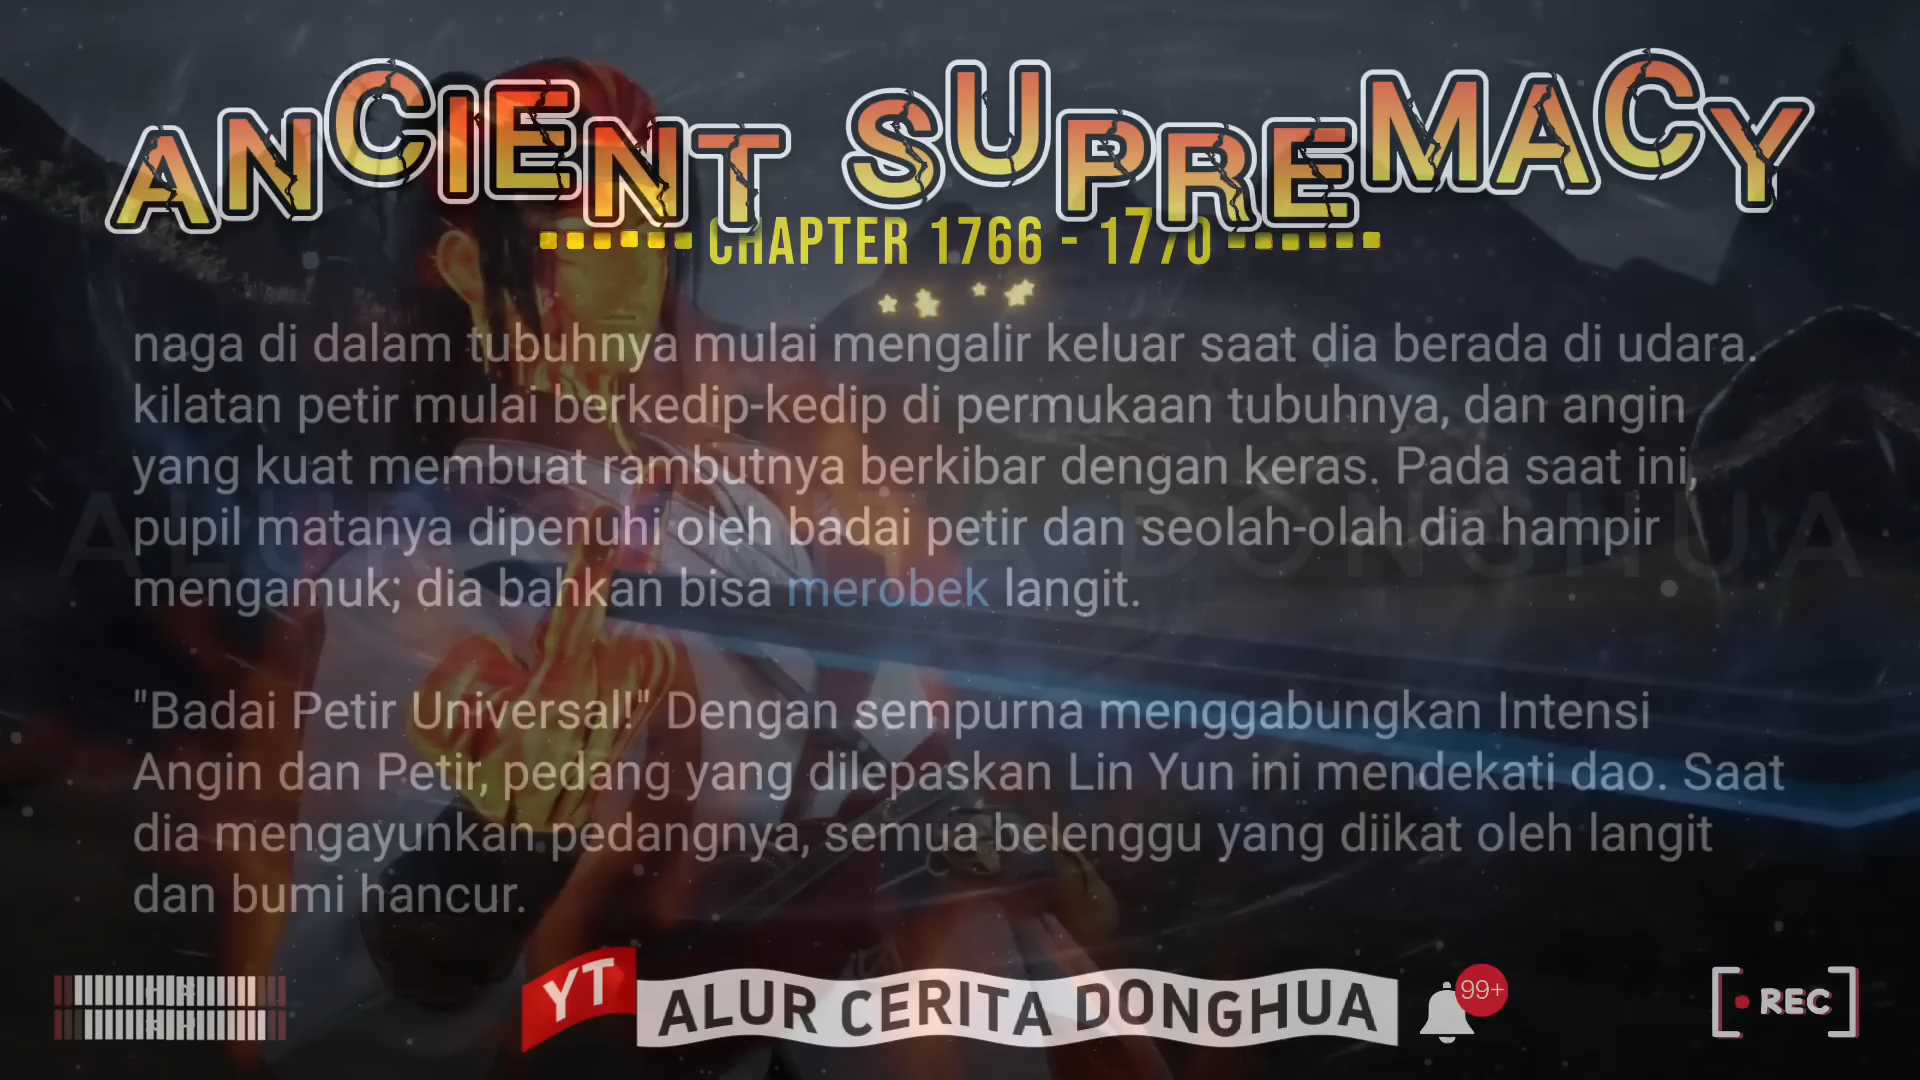 ANCIENT SUPREMACY
CHAPTER 1766 - 1770
naga di dalam tubuhnya mulai mengalir keluar saat dia berada di udara.
kilatan petir mulai berkedip-kedip di permukaan tubuhnya, dan angin
yang kuat membuat rambutnya berkibar dengan keras. Pada saat ini,
ALUR CERITA DONGHUA
pupil matanya dipenuhi oleh badai petir dan seolah-olah dia hampir
mengamuk; dia bahkan bisa merobek langit.
"Badai Petir Universal!" Dengan sempurna menggabungkan Intensi
Angin dan Petir, pedang yang dilepaskan Lin Yun ini mendekati dao. Saat
dia mengayunkan pedangnya, semua belenggu yang diikat oleh langit
dan bumi hancur.
YT ALUR CERITA DONGHUA
99+
REC